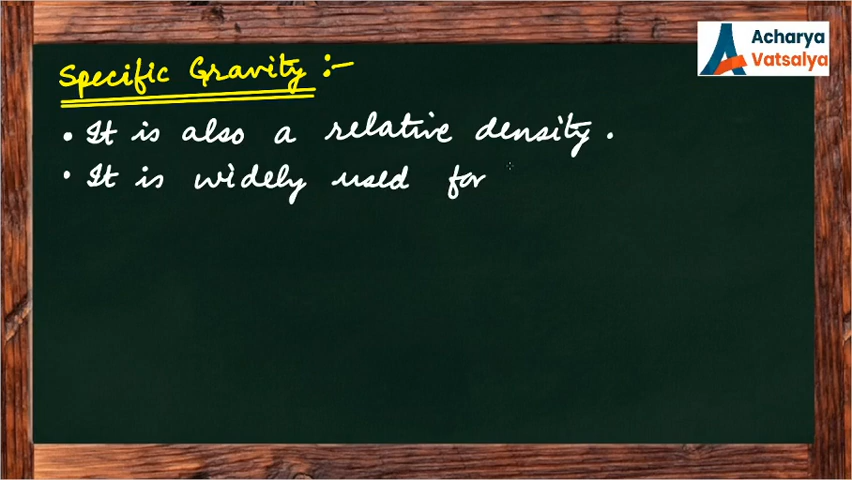 Acharya
Vatsalya
Specific Gravity :-
• It is also a relative density.
• It is widely used for